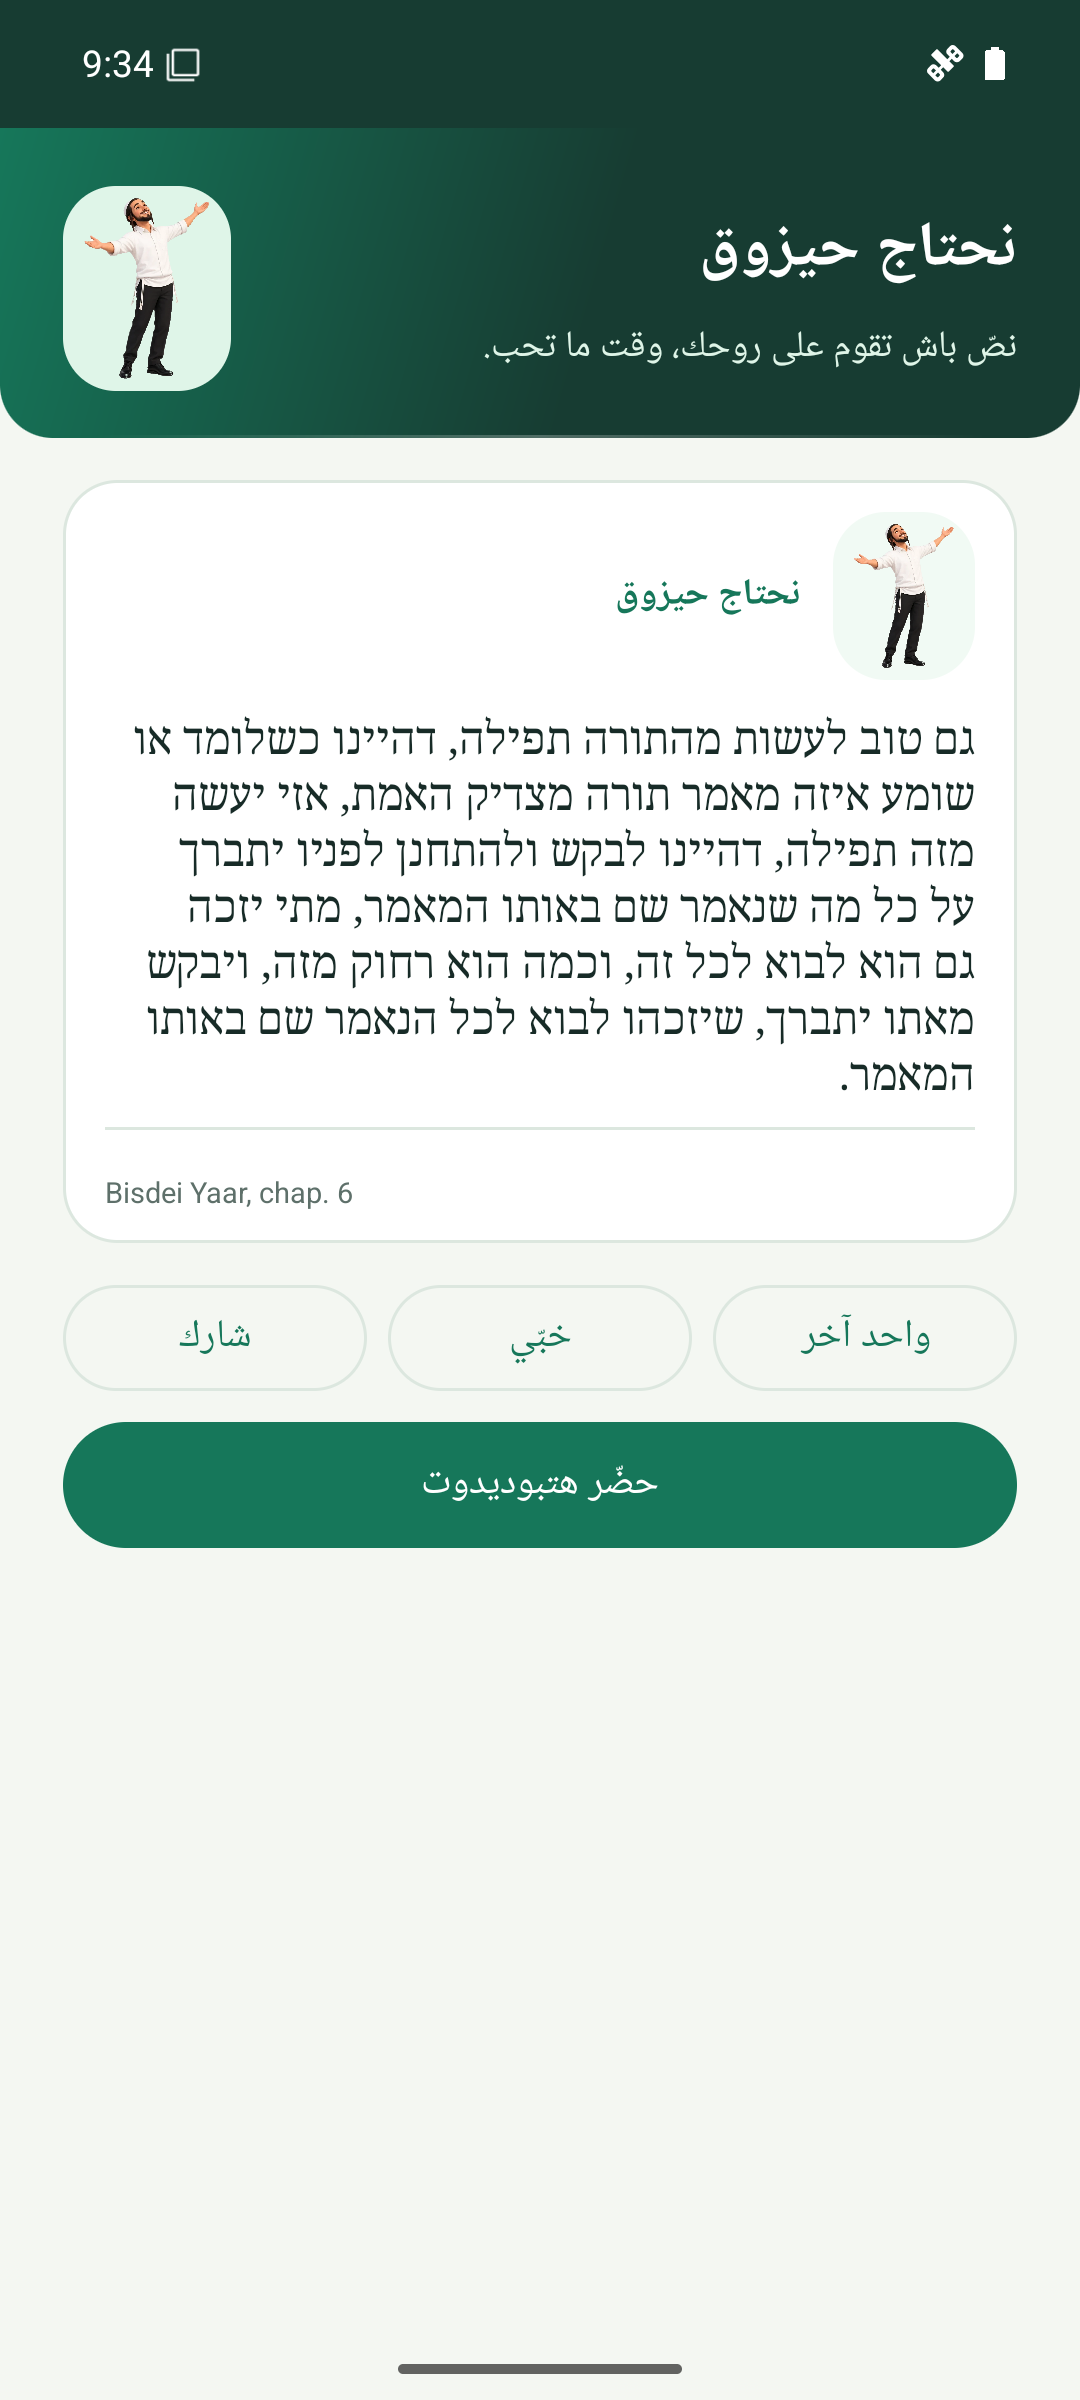 9:34
نحتاج حيزوق
نصّ باش تقوم على روحك، وقت ما تحب.
نحتاج حيزوق
גם טוב לעשות מהתורה תפילה, דהיינו כשלומד או
שומע איזה מאמר תורה מצדיק האמת, אזי יעשה
מזה תפילה, דהיינו לבקש ולהתחנן לפניו יתברך
על כל מה שנאמר שם באותו המאמר, מתי יזכה
גם הוא לבוא לכל זה, וכמה הוא רחוק מזה, ויבקש
מאתו יתברך, שיזכהו לבוא לכל הנאמר שם באותו
המאמר.
Bisdei Yaar, chap. 6
واحد آخر
خبّي
شارك
حضّر هتبوديدوت